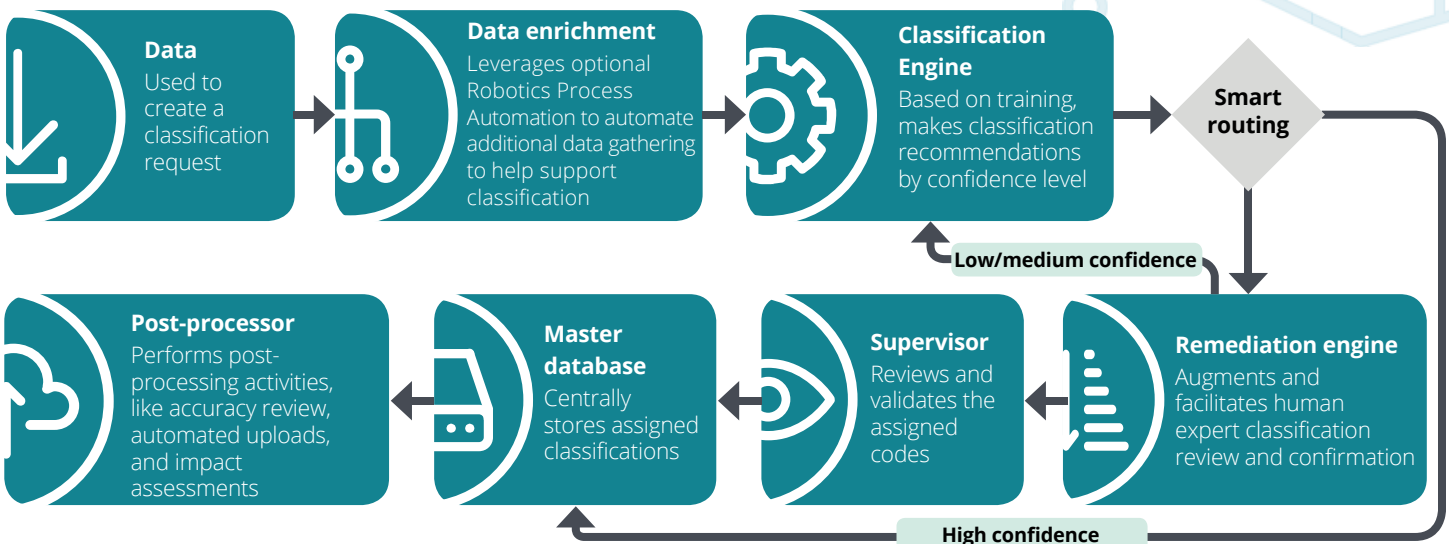 Data
Used to
create a
classification
request
Data enrichment
Leverages optional
Robotics Process
Automation to automate
additional data gathering
to help support
classification
Classification
Engine
Based on training,
makes classification
recommendations
by confidence level
Smart
routing
Low/medium confidence
Post-processor
Performs post-
processing activities,
like accuracy review,
automated uploads,
and impact
assessments
Master
database
Centrally
stores assigned
classifications
Supervisor
Reviews and
validates the
assigned
codes
Remediation engine
Augments and
facilitates human
expert classification
review and confirmation
High confidence